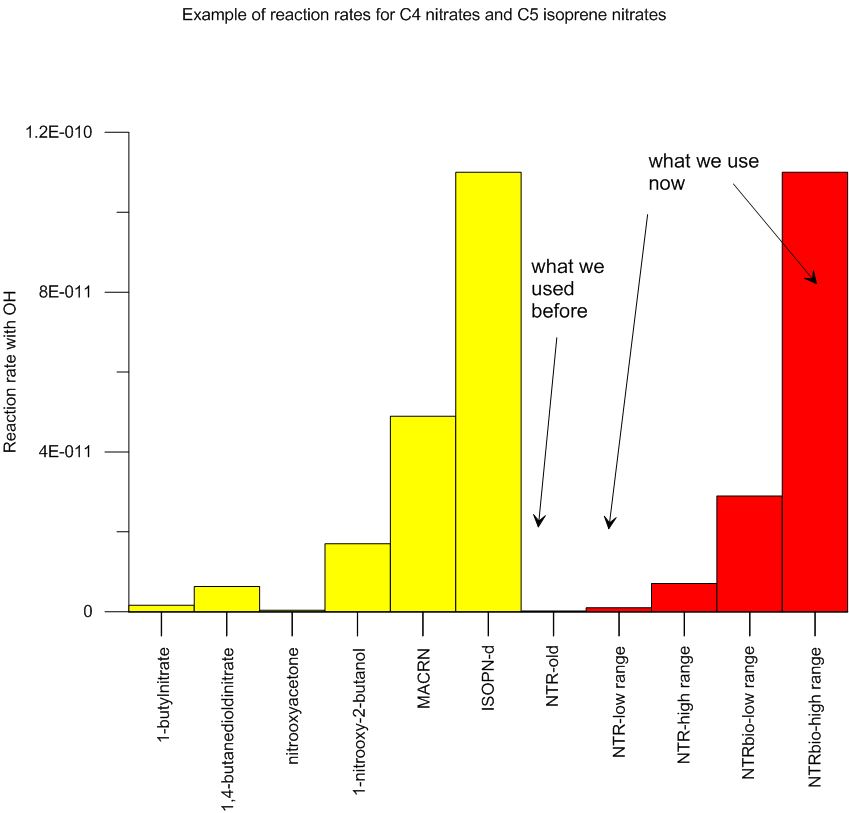 Example of reaction rates for C4 nitrates and C5 isoprene nitrates
1.2E-010
8E-011
4E-011
0
Reaction rate with OH
what we use
now
what we
used
before
1-butylnitrate
1,4-butanedioldinitrate
nitrooxyacetone
1-nitrooxy-2-butanol
MACRN
ISOPN-d
NTR-old
NTR-low range
NTR-high range
NTRbio-low range
NTRbio-high range